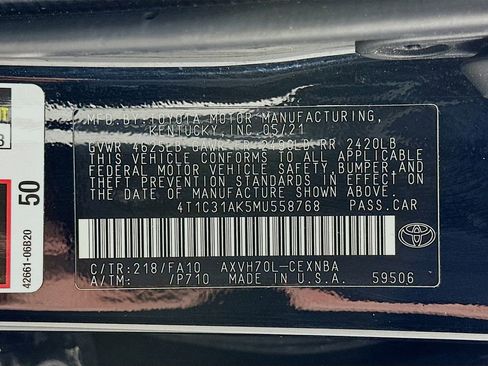 MFD. BY: TOYOTA MOTOR MANUFACTURING,
KENTUCKY, INC. 05/21
GVWR 4625LB GAWR FR 2490LB RR 2420LB
THIS VEHICLE CONFORMS TO ALL APPLICABLE
FEDERAL MOTOR VEHICLE SAFETY, BUMPER, AND
THEFT PREVENTION STANDARDS IN EFFECT ON
THE DATE OF MANUFACTURE SHOWN ABOVE.
4T1C31AK5MU558768 PASS.CAR
C/TR:218/FA10 AXVH70L-CEXNBA
A/TM: /P710 MADE IN U.S.A. 59506
50
42661-06B20